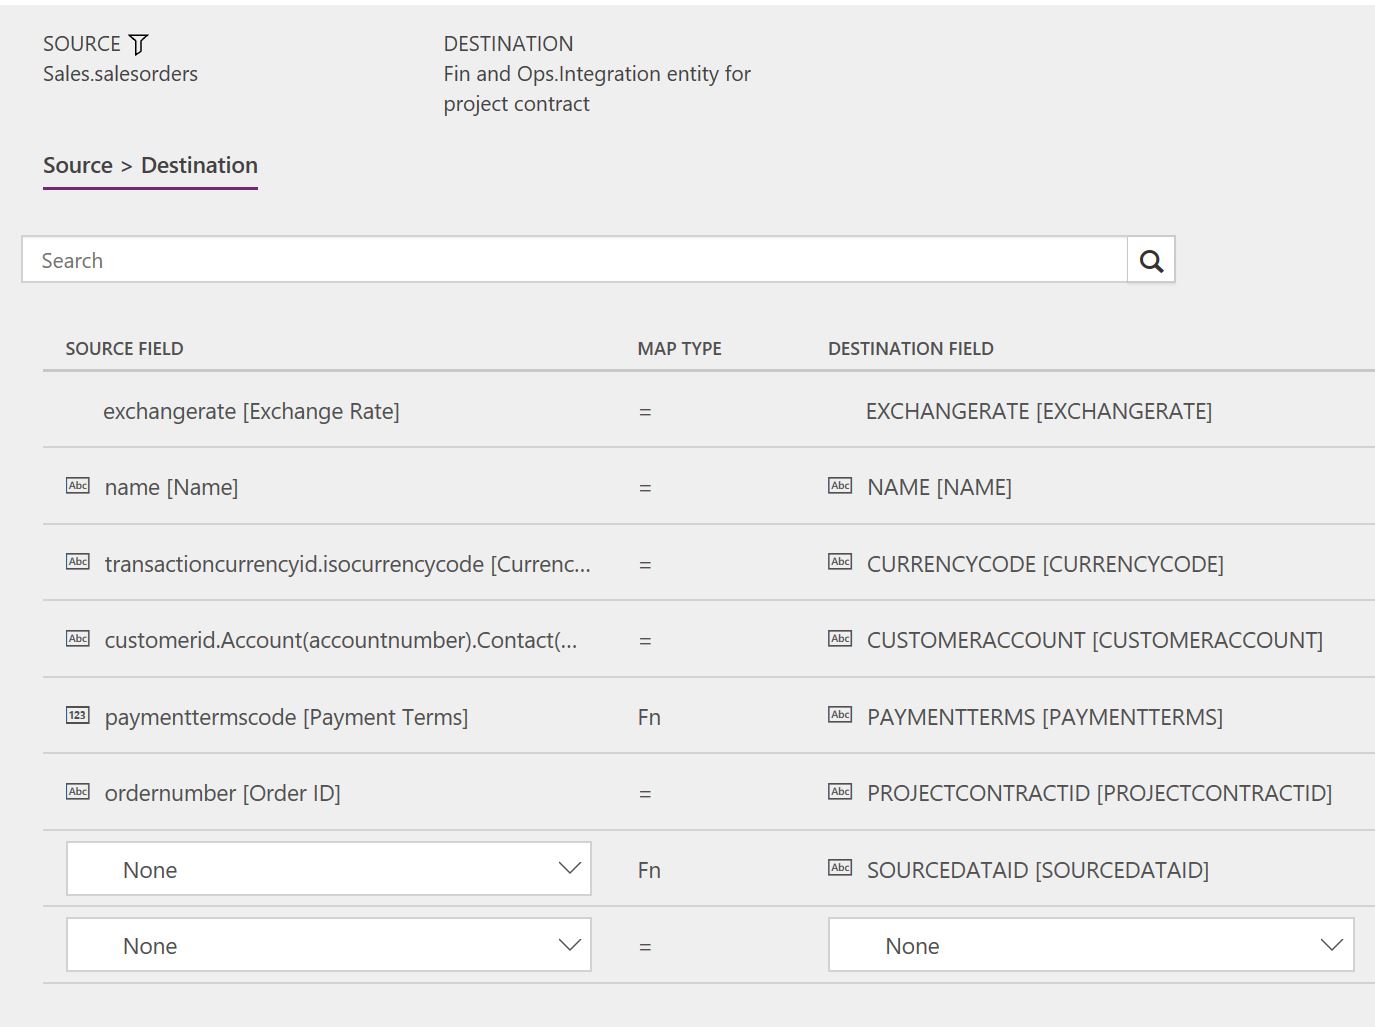 SOURCE
DESTINATION
Sales.salesorders
Fin and Ops.Integration entity for
project contract
Source > Destination
Search
SOURCE FIELD MAP TYPE DESTINATION FIELD
exchangerate [Exchange Rate] = EXCHANGERATE [EXCHANGERATE]
Abc name [Name] = Abc NAME [NAME]
Abc transactioncurrencyid.isocurrencycode [Currenc... = Abc CURRENCYCODE [CURRENCYCODE]
Abc customerid.Account(accountnumber).Contact(... = Abc CUSTOMERACCOUNT [CUSTOMERACCOUNT]
123 paymenttermscode [Payment Terms] Fn Abc PAYMENTTERMS [PAYMENTTERMS]
Abc ordernumber [Order ID] = Abc PROJECTCONTRACTID [PROJECTCONTRACTID]
None Fn Abc SOURCEDATAID [SOURCEDATAID]
None = None